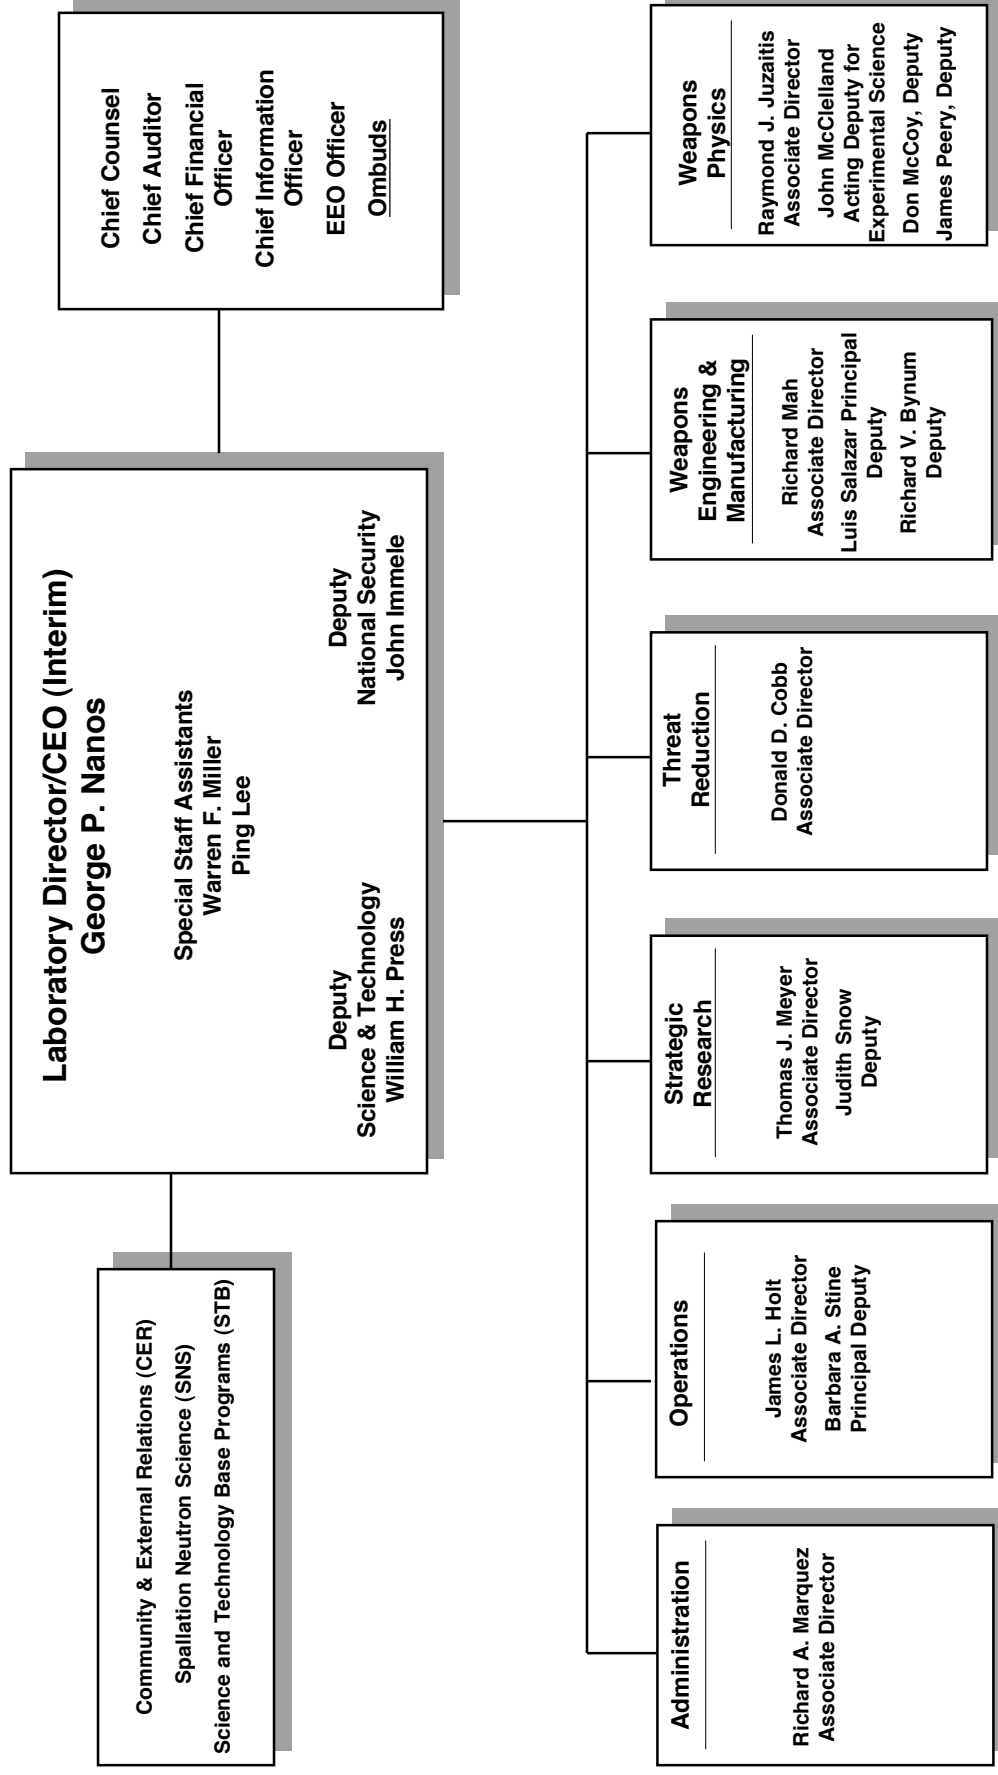 Laboratory Director/CEO (Interim)
George P. Nanos
Special Staff Assistants
Warren F. Miller
Ping Lee
Deputy
Science & Technology
William H. Press
Deputy
National Security
John Immele
Community & External Relations (CER)
Spallation Neutron Science (SNS)
Science and Technology Base Programs (STB)
Chief Counsel
Chief Auditor
Chief Financial
Officer
Chief Information
Officer
EEO Officer
Ombuds
Administration
Richard A. Marquez
Associate Director
Operations
James L. Holt
Associate Director
Barbara A. Stine
Principal Deputy
Strategic
Research
Thomas J. Meyer
Associate Director
Judith Snow
Deputy
Threat
Reduction
Donald D. Cobb
Associate Director
Weapons
Engineering &
Manufacturing
Richard Mah
Associate Director
Luis Salazar Principal
Deputy
Richard V. Bynum
Deputy
Weapons
Physics
Raymond J. Juzaitis
Associate Director
John McClelland
Acting Deputy for
Experimental Science
Don McCoy, Deputy
James Peery, Deputy